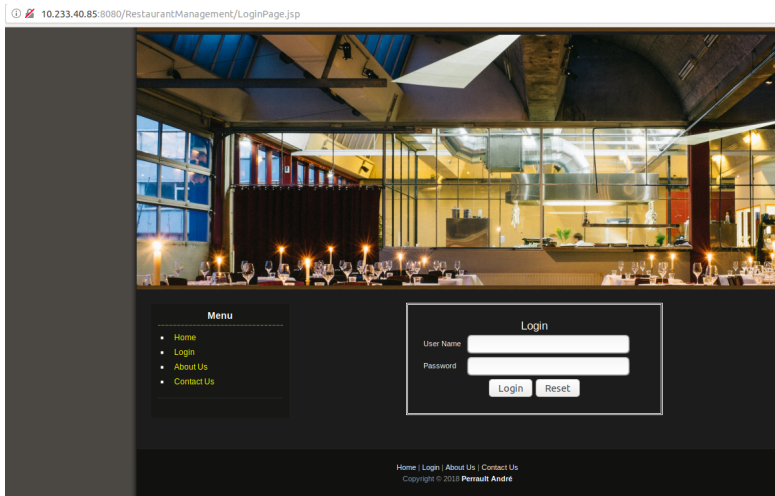 10.233.40.85:8080/RestaurantManagement/LoginPage.jsp
Menu
Home
Login
About Us
Contact Us
Login
User Name
Password
Login Reset
Home | Login | About Us | Contact Us
Copyright © 2018 Perrault André